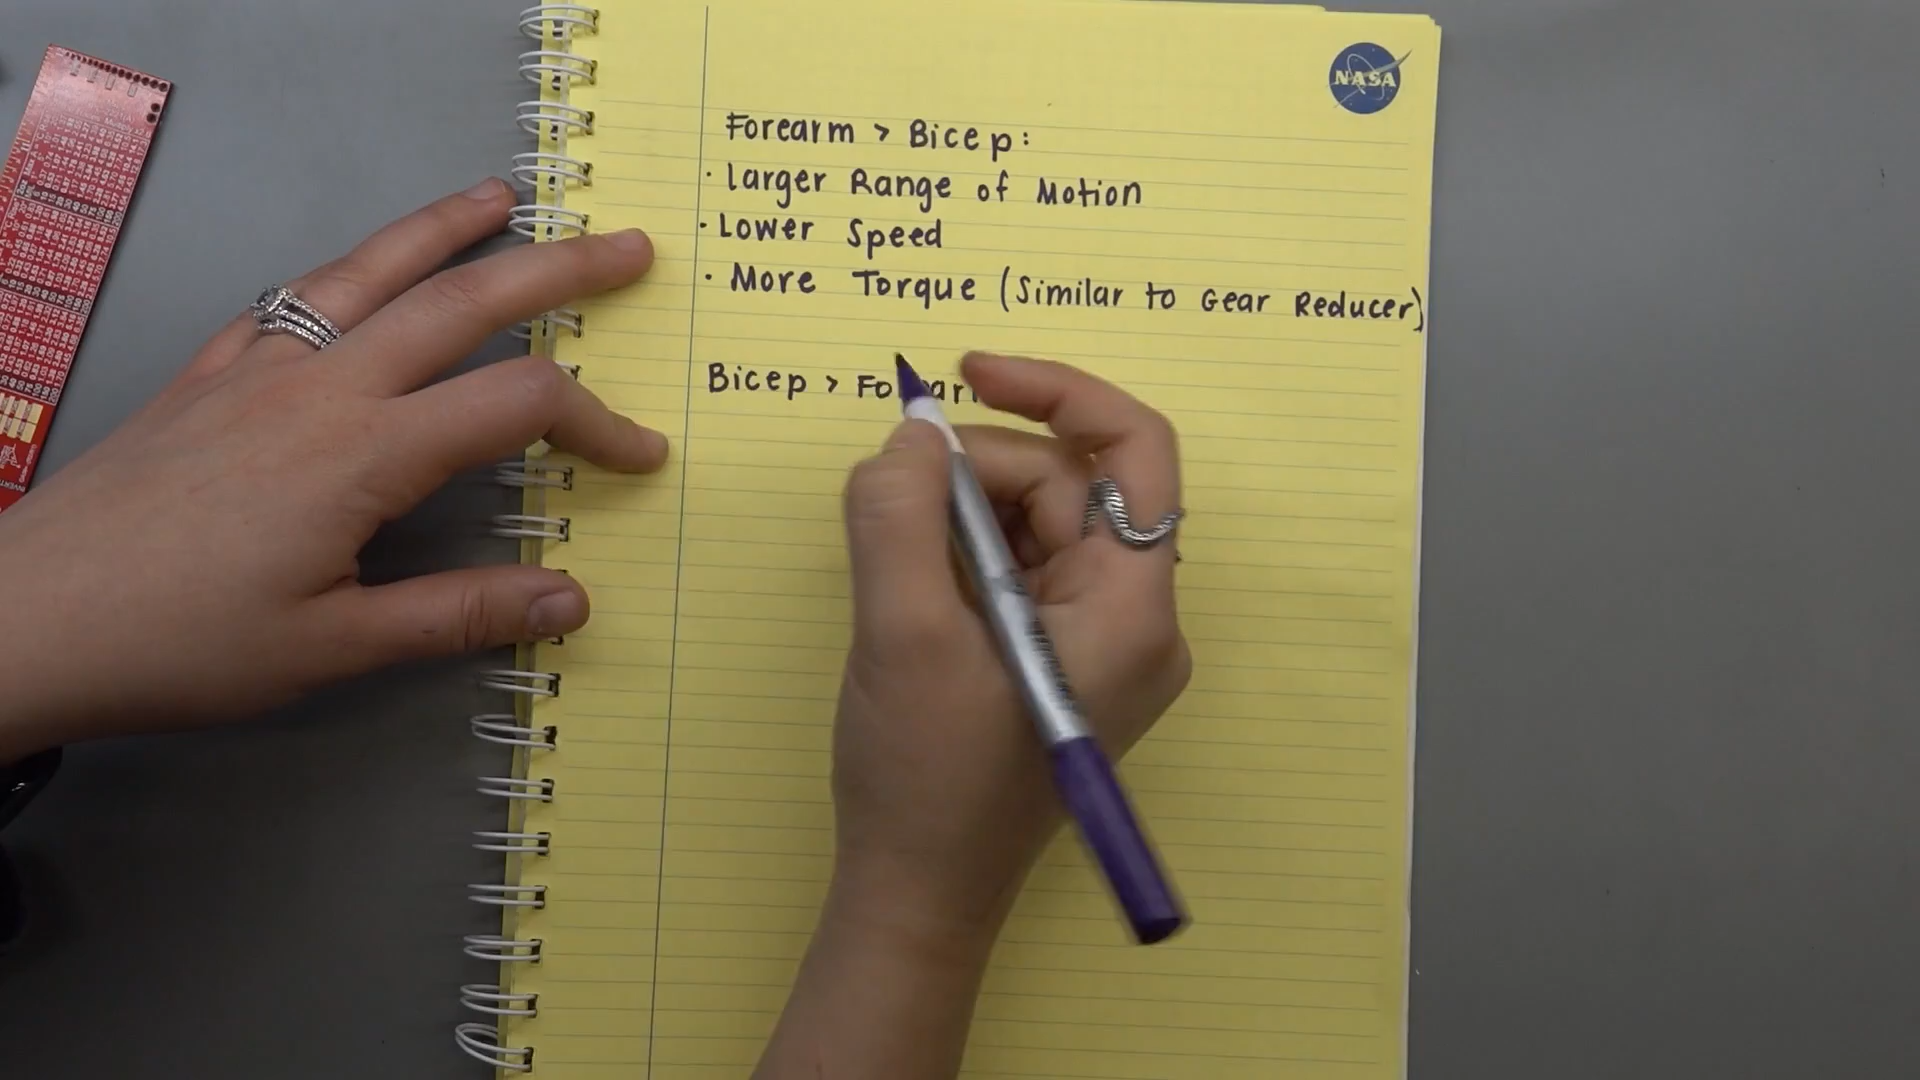 NASA
Forearm > Bicep:
· Larger Range of Motion
· Lower Speed
· More Torque (Similar to Gear Reducer)
Bicep >